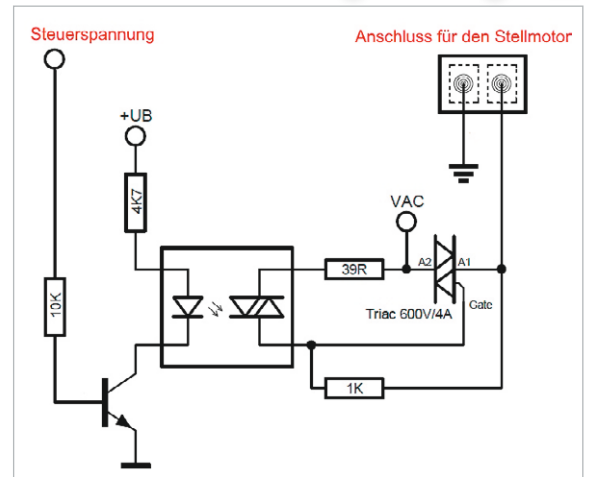 Steuerspannung
Anschluss für den Stellmotor
+UB
4K7
VAC
39R
A2
A1
10K
Triac 600V/4A
Gate
1K